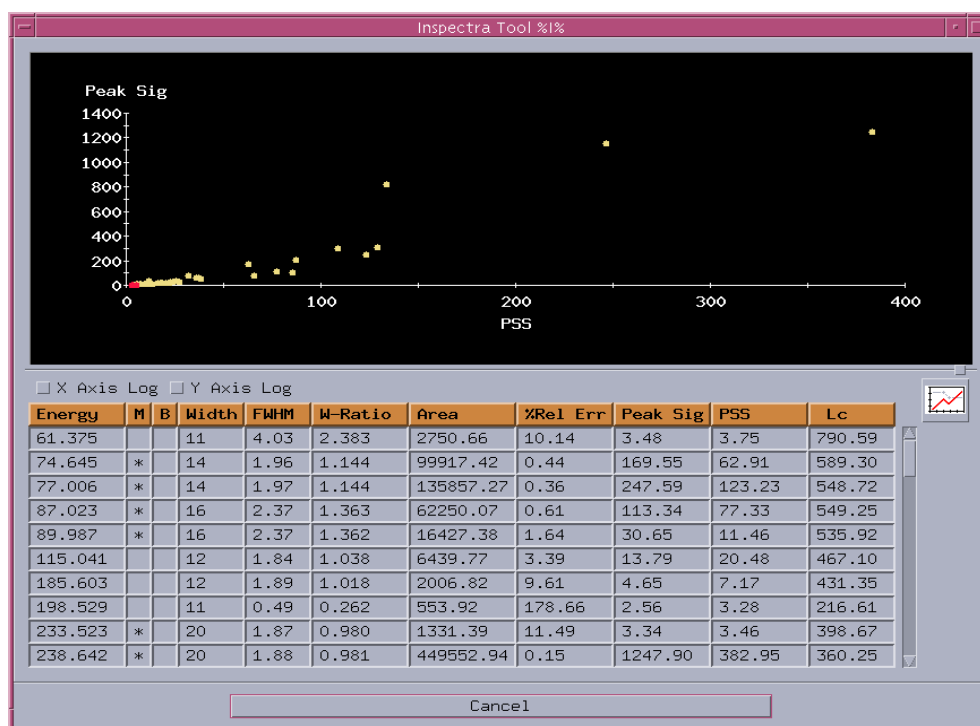 Inspectra Tool %I%
Peak Sig
1400
1200
1000
800
600
400
200
0
0 100 200 300 400
PSS
X Axis Log Y Axis Log
Energy M B Width FWHM W-Ratio Area %Rel Err Peak Sig PSS Lc
61.375 11 4.03 2.383 2750.66 10.14 3.48 3.75 790.59
74.645 * 14 1.96 1.144 99917.42 0.44 169.55 62.91 589.30
77.006 * 14 1.97 1.144 135857.27 0.36 247.59 123.23 548.72
87.023 * 16 2.37 1.363 62250.07 0.61 113.34 77.33 549.25
89.987 * 16 2.37 1.362 16427.38 1.64 30.65 11.46 535.92
115.041 12 1.84 1.038 6439.77 3.39 13.79 20.48 467.10
185.603 12 1.89 1.018 2006.82 9.61 4.65 7.17 431.35
198.529 11 0.49 0.262 553.92 178.66 2.56 3.28 216.61
233.523 * 20 1.87 0.980 1331.39 11.49 3.34 3.46 398.67
238.642 * 20 1.88 0.981 449552.94 0.15 1247.90 382.95 360.25
Cancel